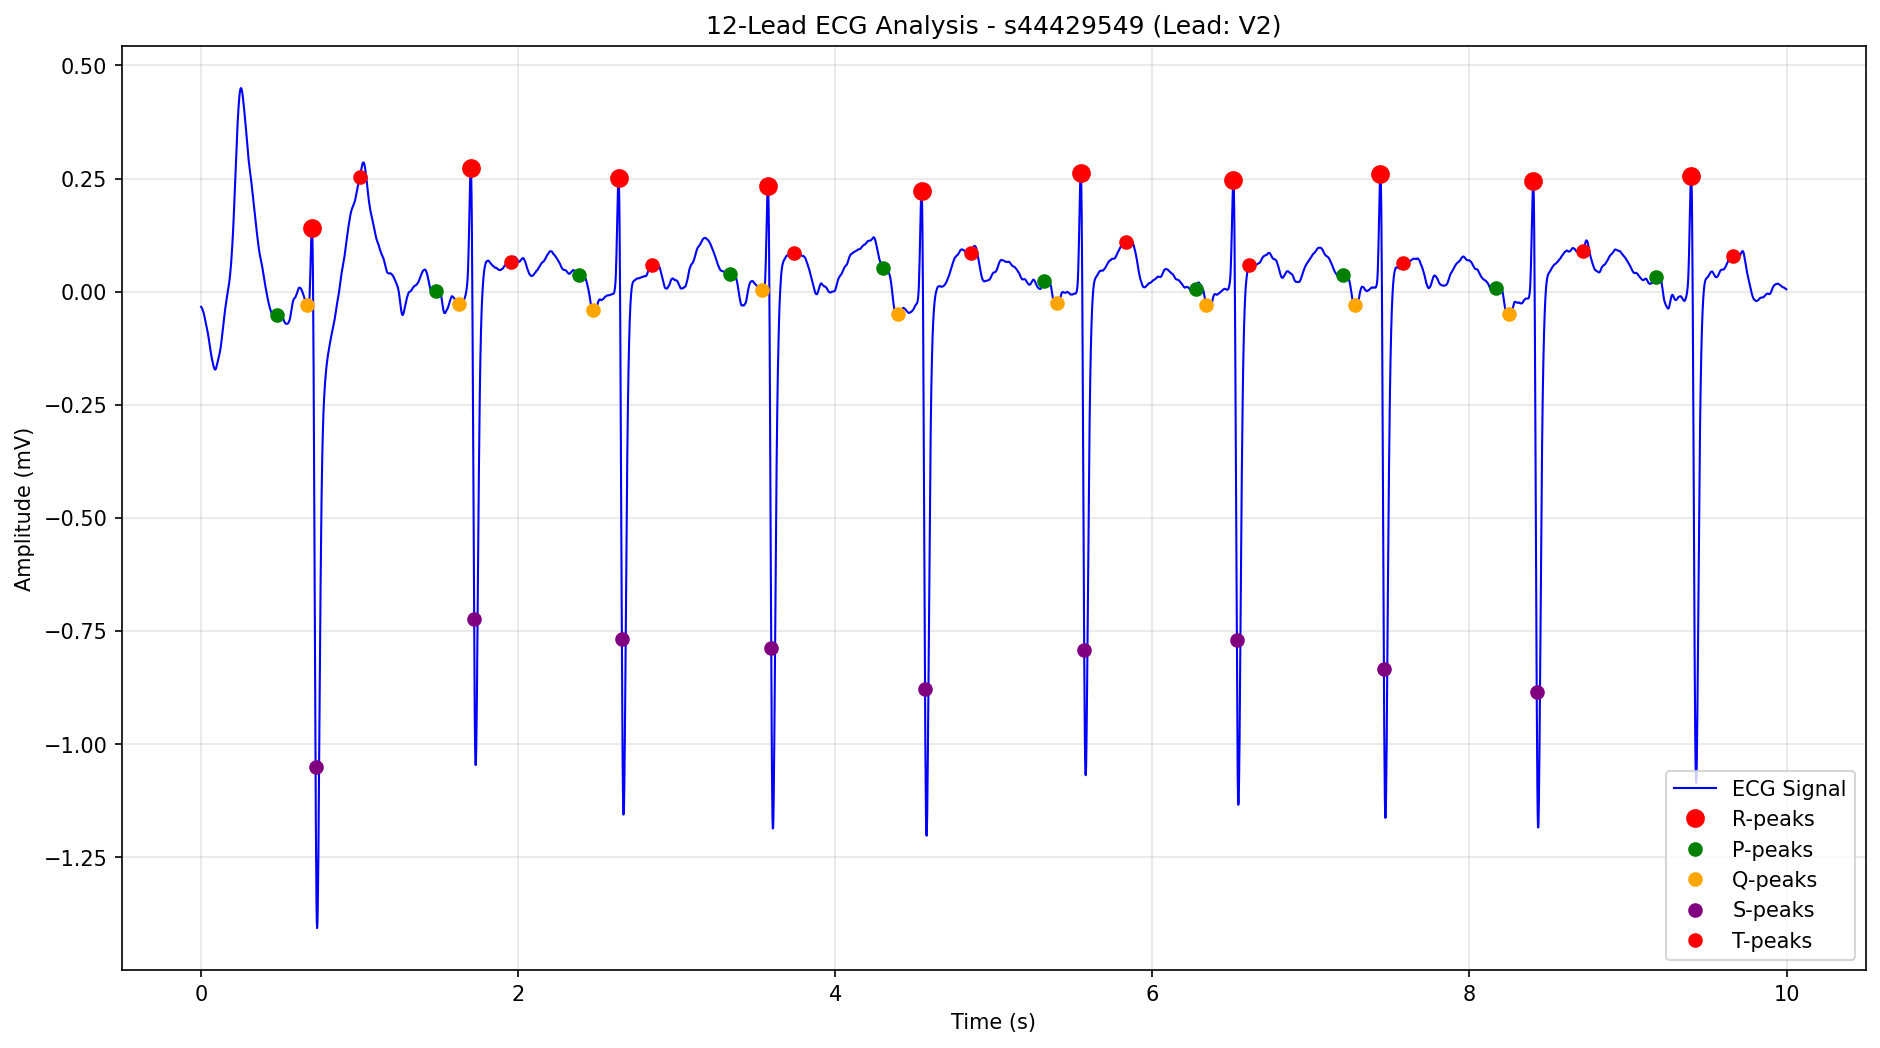 12-Lead ECG Analysis - s44429549 (Lead: V2)
0.50
0.25
0.00
−0.25
−0.50
−0.75
−1.00
−1.25
Amplitude (mV)
ECG Signal
R-peaks
P-peaks
Q-peaks
S-peaks
T-peaks
0 2 4 6 8 10
Time (s)